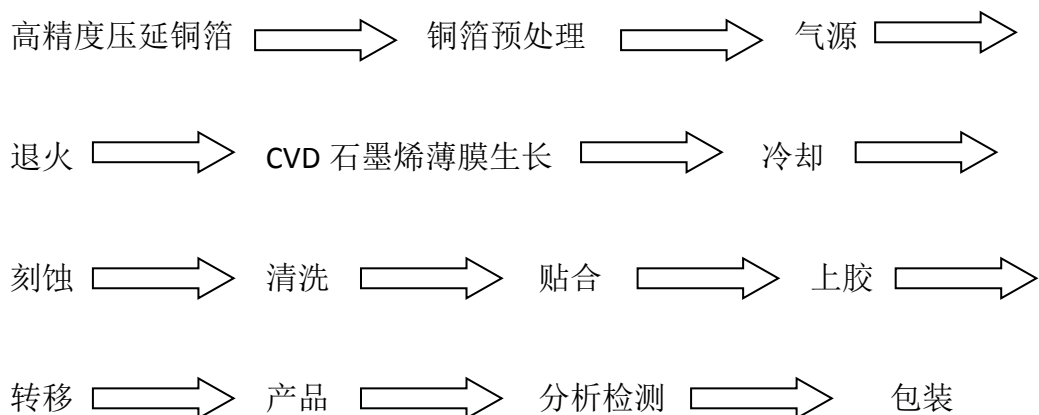 高精度压延铜箔 铜箔预处理 气源
退火 CVD 石墨烯薄膜生长 冷却
刻蚀 清洗 贴合 上胶
转移 产品 分析检测 包装